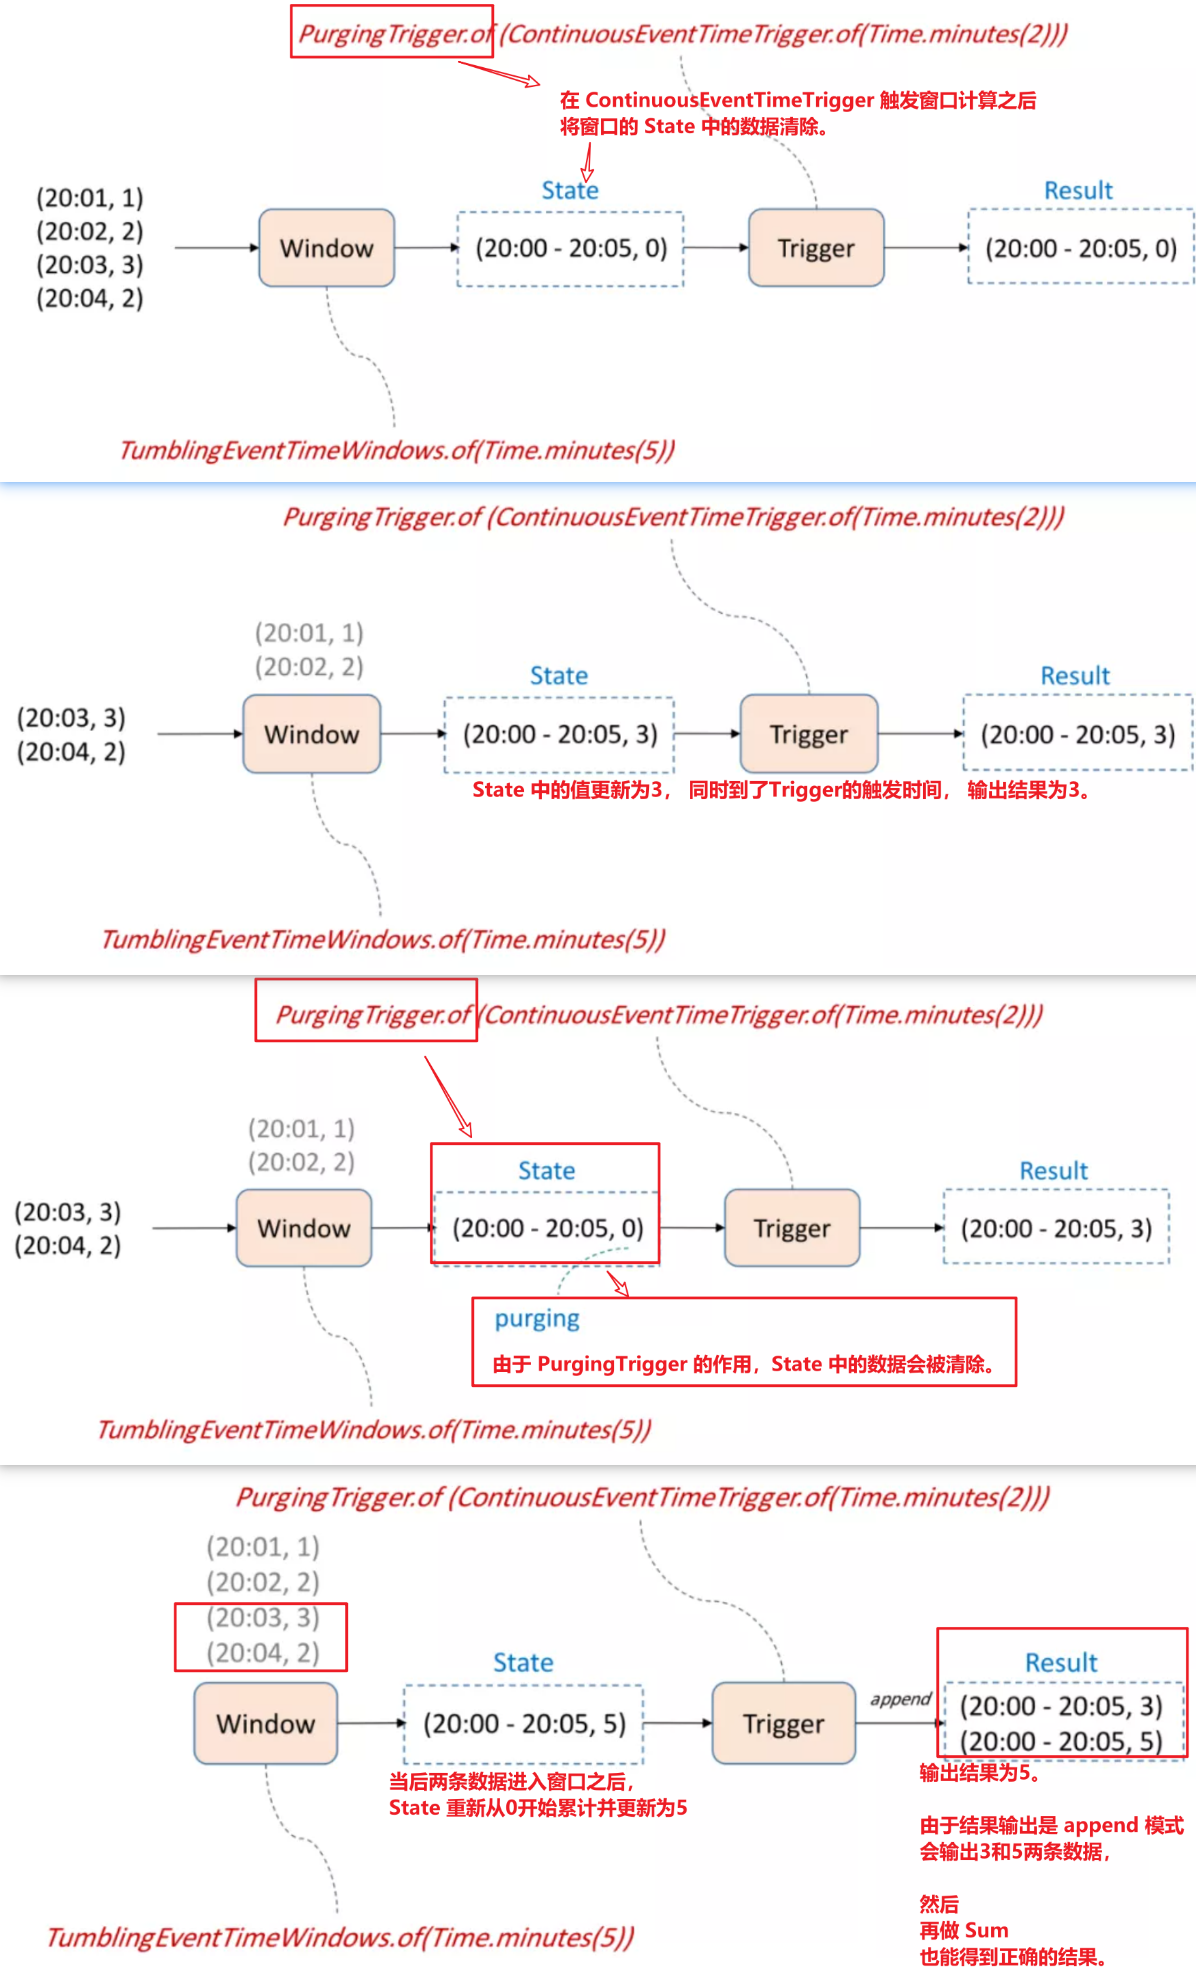 PurgingTrigger.of (ContinuousEventTimeTrigger.of(Time.minutes(2)))
在 ContinuousEventTimeTrigger 触发窗口计算之后
将窗口的 State 中的数据清除。
(20:01, 1)
(20:02, 2)
(20:03, 3)
(20:04, 2)
Window
State
(20:00 - 20:05, 0)
Trigger
Result
(20:00 - 20:05, 0)
TumblingEventTimeWindows.of(Time.minutes(5))
PurgingTrigger.of (ContinuousEventTimeTrigger.of(Time.minutes(2)))
(20:01, 1)
(20:02, 2)
(20:03, 3)
(20:04, 2)
Window
State
(20:00 - 20:05, 3)
Trigger
Result
(20:00 - 20:05, 3)
State 中的值更新为3， 同时到了Trigger的触发时间， 输出结果为3。
TumblingEventTimeWindows.of(Time.minutes(5))
PurgingTrigger.of (ContinuousEventTimeTrigger.of(Time.minutes(2)))
(20:01, 1)
(20:02, 2)
(20:03, 3)
(20:04, 2)
Window
State
(20:00 - 20:05, 0)
Trigger
Result
(20:00 - 20:05, 3)
purging
由于 PurgingTrigger 的作用，State 中的数据会被清除。
TumblingEventTimeWindows.of(Time.minutes(5))
PurgingTrigger.of (ContinuousEventTimeTrigger.of(Time.minutes(2)))
(20:01, 1)
(20:02, 2)
(20:03, 3)
(20:04, 2)
Window
State
(20:00 - 20:05, 5)
Trigger
append
Result
(20:00 - 20:05, 3)
(20:00 - 20:05, 5)
当后两条数据进入窗口之后，
State 重新从0开始累计并更新为5
输出结果为5。
由于结果输出是 append 模式
会输出3和5两条数据，
然后
再做 Sum
也能得到正确的结果。
TumblingEventTimeWindows.of(Time.minutes(5))